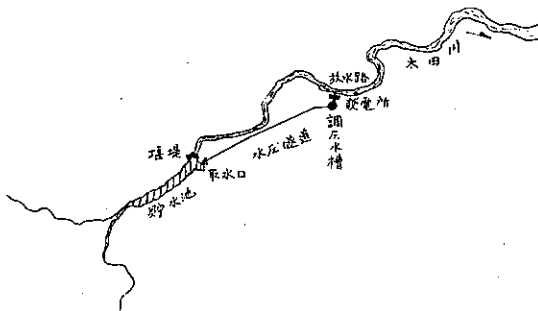 太田川
放水路
発電所
調圧水槽
水圧隧道
堰堤
取水口
貯水池